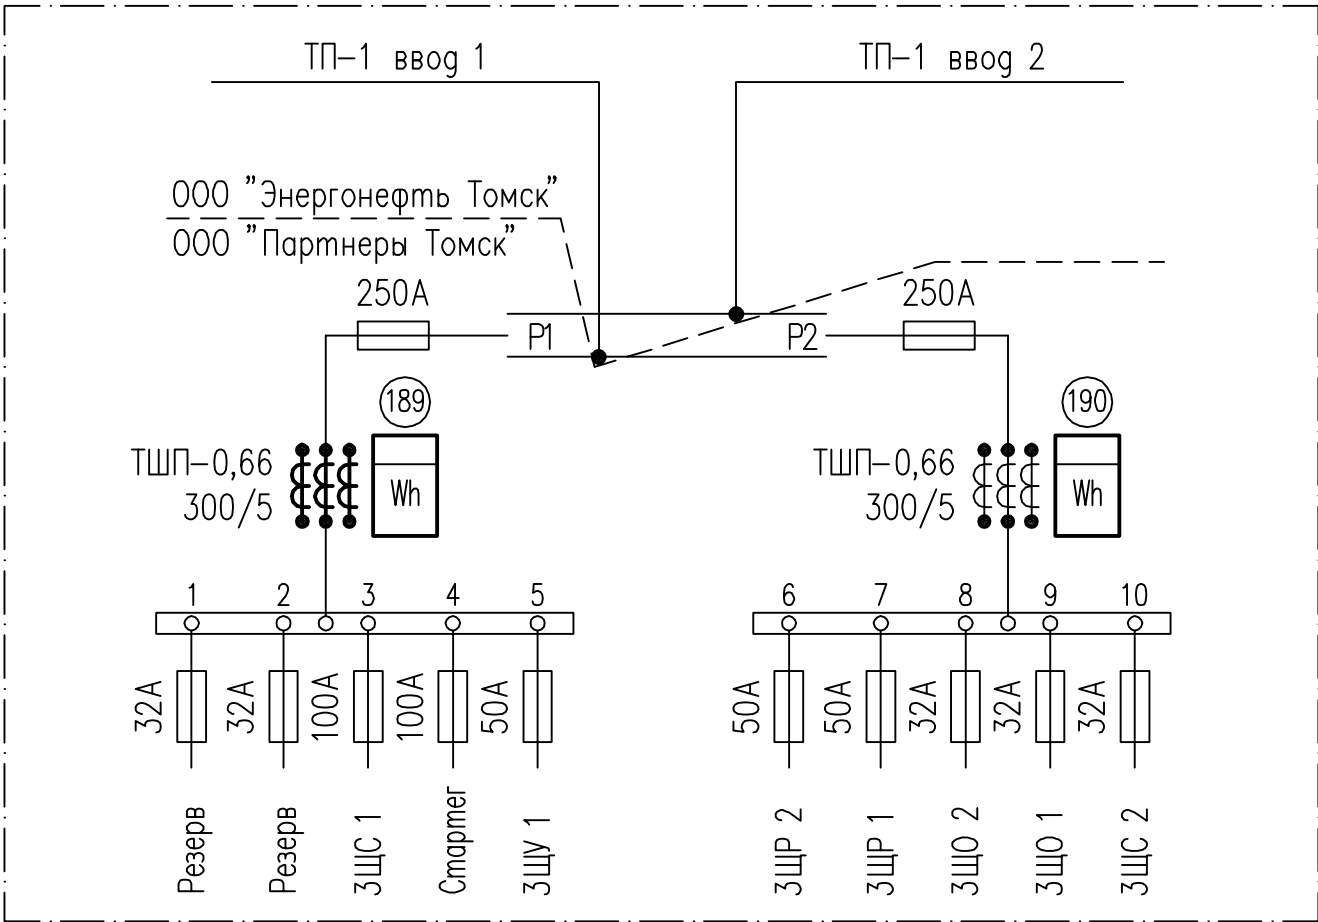 ТП-1 ввод 1
ТП-1 ввод 2
ООО "Энергонефть Томск"
ООО "Партнеры Томск"
250А
250А
Р1
Р2
189
190
ТШП-0,66
300/5
Wh
ТШП-0,66
300/5
Wh
1 2 3 4 5
6 7 8 9 10
32А
32А
100А
100А
50А
50А
50А
32А
32А
32А
Резерв
Резерв
ЗЩС 1
Стартег
ЗЩУ 1
ЗЩР 2
ЗЩР 1
ЗЩО 2
ЗЩО 1
ЗЩС 2